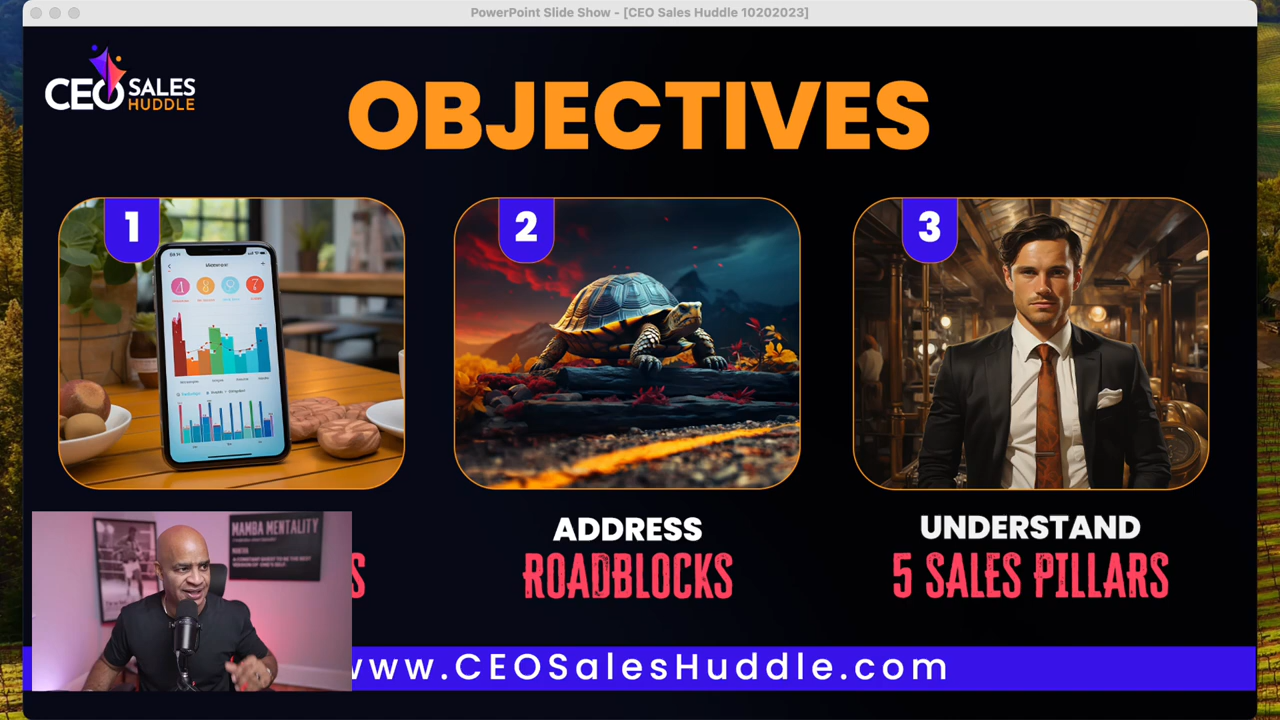 PowerPoint Slide Show - [CEO Sales Huddle 10202023]
CEO SALES
HUDDLE
OBJECTIVES
1
2
3
ADDRESS
ROADBLOCKS
UNDERSTAND
5 SALES PILLARS
MAMBA MENTALITY
www.CEOSalesHuddle.com